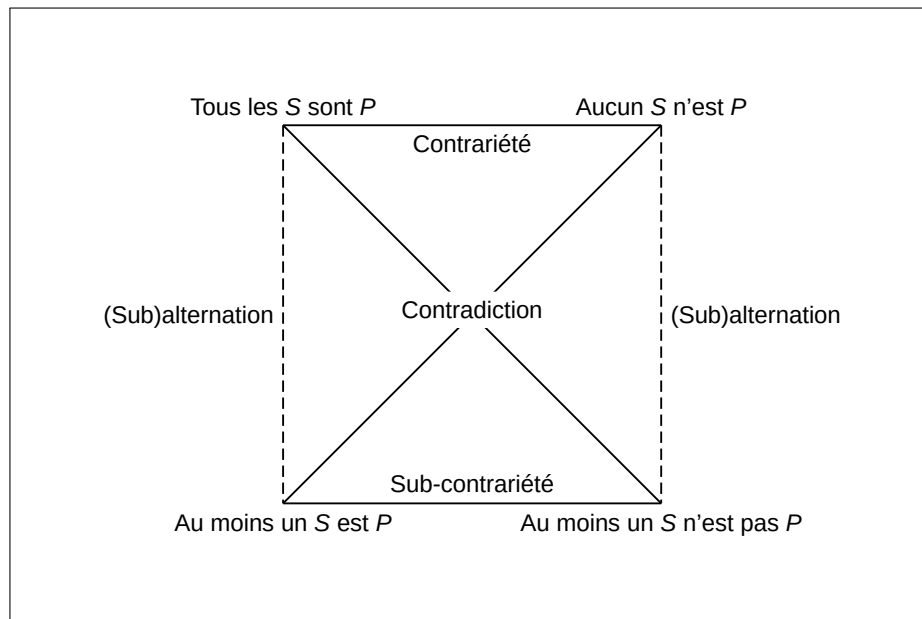 Tous les S sont P
Aucun S n’est P
Contrariété
(Sub)alternation
Contradiction
(Sub)alternation
Sub-contrariété
Au moins un S est P
Au moins un S n’est pas P